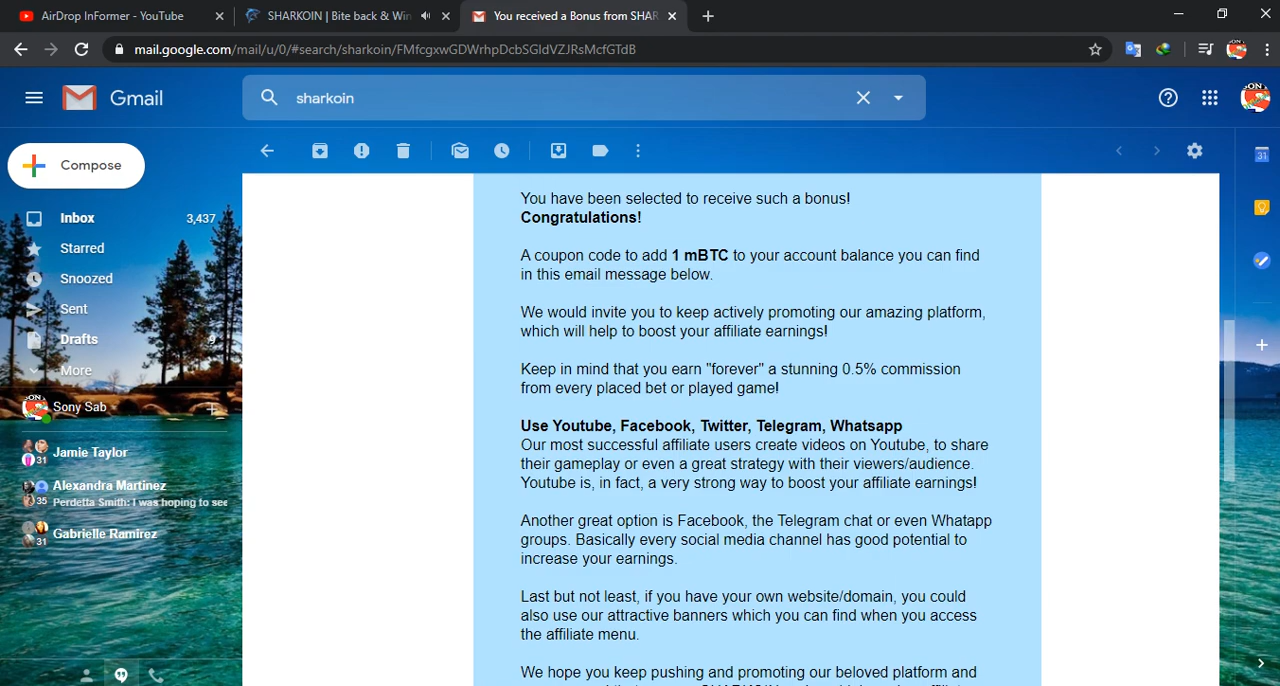 AirDrop InFormer - YouTube
SHARKOIN | Bite back & Win
You received a Bonus from SHAR
mail.google.com/mail/u/0/#search/sharkoin/FMfcgxwGDWrhpDcbSGldVZJRsMcfGTdB
Gmail
sharkoin
Compose
Inbox 3,437
Starred
Snoozed
Sent
Drafts 9
More
Sony Sab
Jamie Taylor
31
Alexandra Martinez
Perdetta Smith: I was hoping to see
35
Gabrielle Ramirez
31
You have been selected to receive such a bonus!
Congratulations!
A coupon code to add 1 mBTC to your account balance you can find
in this email message below.
We would invite you to keep actively promoting our amazing platform,
which will help to boost your affiliate earnings!
Keep in mind that you earn "forever" a stunning 0.5% commission
from every placed bet or played game!
Use Youtube, Facebook, Twitter, Telegram, Whatsapp
Our most successful affiliate users create videos on Youtube, to share
their gameplay or even a great strategy with their viewers/audience.
Youtube is, in fact, a very strong way to boost your affiliate earnings!
Another great option is Facebook, the Telegram chat or even Whatapp
groups. Basically every social media channel has good potential to
increase your earnings.
Last but not least, if you have your own website/domain, you could
also use our attractive banners which you can find when you access
the affiliate menu.
We hope you keep pushing and promoting our beloved platform and
31